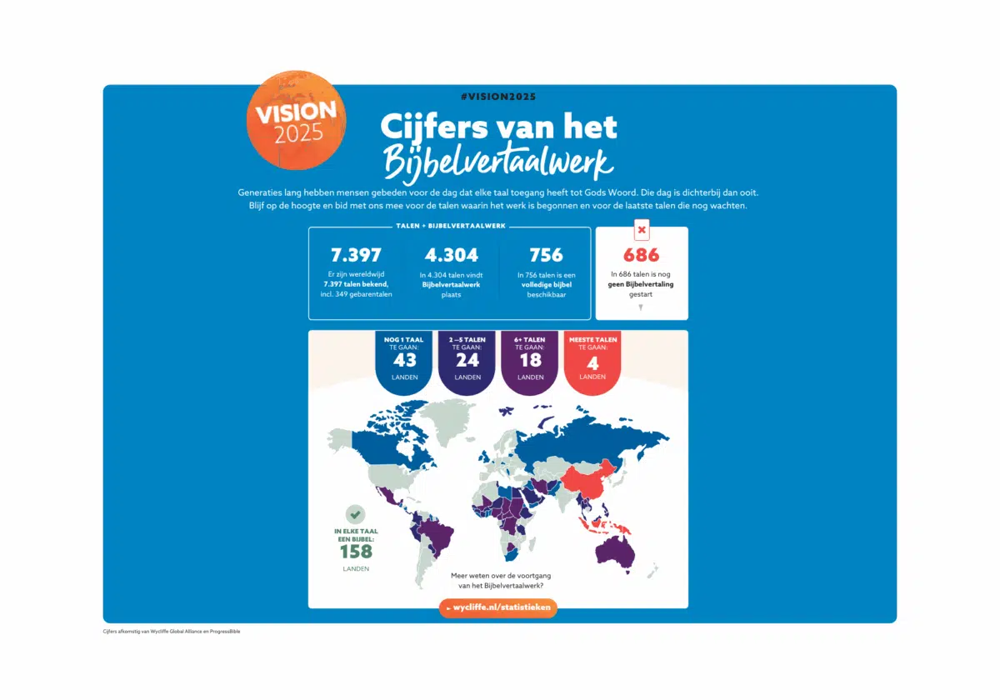 VISION
2025
#VISION2025
Cijfers van het
Bijbelvertaalwerk
Generaties lang hebben mensen gebeden voor de dag dat elke taal toegang heeft tot Gods Woord. Die dag is dichterbij dan ooit.
Blijf op de hoogte en bid met ons mee voor de talen waarin het werk is begonnen en voor de laatste talen die nog wachten.
TALEN + BIJBELVERTAALWERK
7.397
Er zijn wereldwijd
7.397 talen bekend,
incl. 349 gebarentalen
4.304
In 4.304 talen vindt
Bijbelvertaalwerk
plaats
756
In 756 talen is een
volledige bijbel
beschikbaar
686
In 686 talen is nog
geen Bijbelvertaling
gestart
NOG 1 TAAL
TE GAAN:
43
LANDEN
2–5 TALEN
TE GAAN:
24
LANDEN
6+ TALEN
TE GAAN:
18
LANDEN
MEESTE TALEN
TE GAAN:
4
LANDEN
IN ELKE TAAL
EEN BIJBEL:
158
LANDEN
Meer weten over de voortgang
van het Bijbelvertaalwerk?
► wycliffe.nl/statistieken
Cijfers afkomstig van Wycliffe Global Alliance en ProgressBible